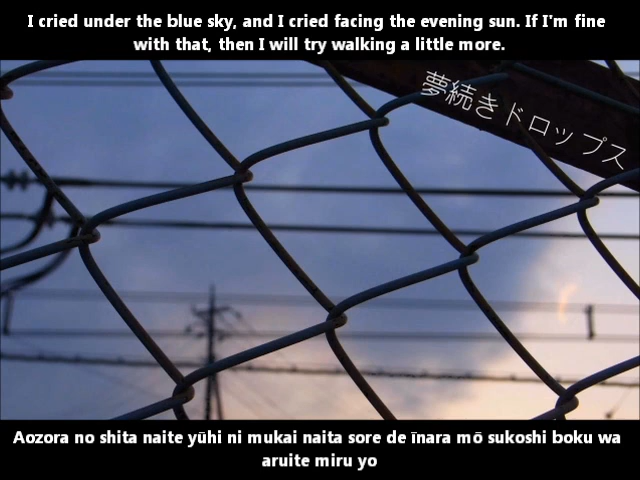 I cried under the blue sky, and I cried facing the evening sun. If I'm fine
with that, then I will try walking a little more.
夢続きドロップス
Aozora no shita naite yūhi ni mukai naita sore de īnara mō sukoshi boku wa
aruite miru yo